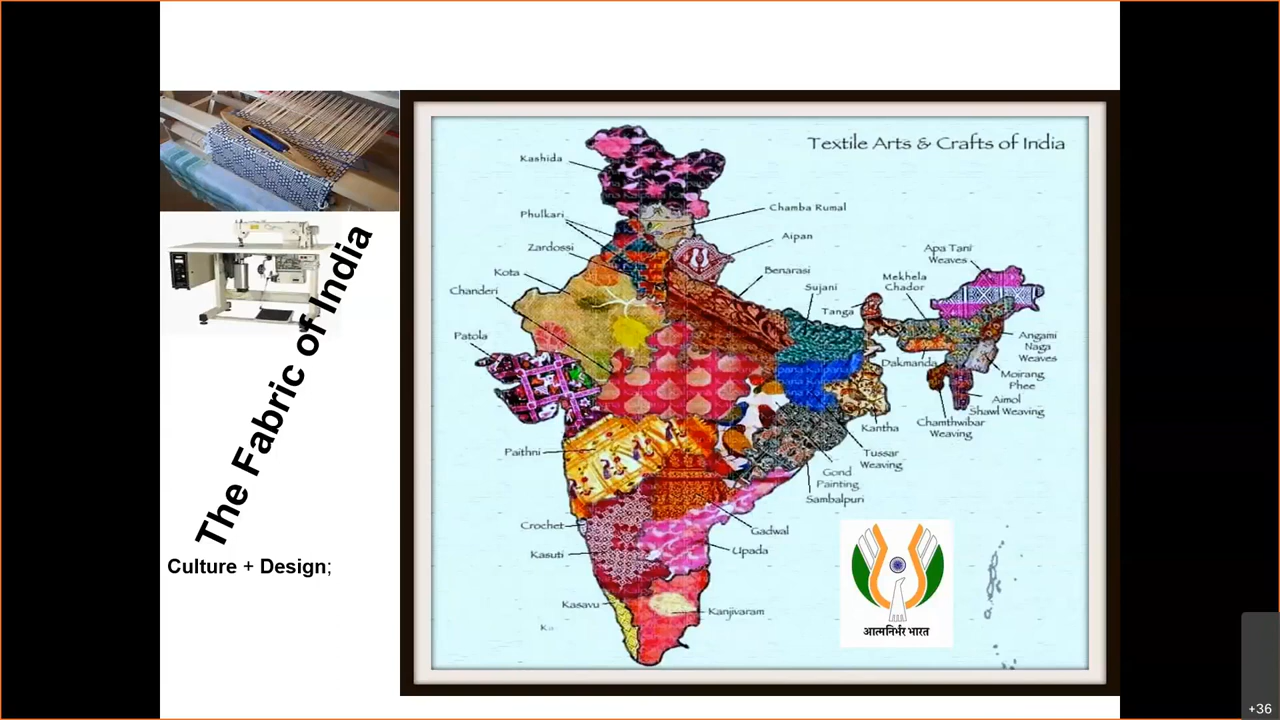 The Fabric of India
Culture + Design;
Textile Arts & Crafts of India
Kashida
Chamba Rumal
Phulkari
Aipan
Zardossi
Apa Tani
Weaves
Kota
Benarasi
Mekhela
Chador
Chanderi
Sujani
Tanga
Patola
Angami
Naga
Weaves
Dakmanda
Moirang
Phee
Aimol
Shawl Weaving
Chamthwibar
Weaving
Kantha
Paithni
Tussar
Weaving
Gond
Painting
Sambalpuri
Crochet
Gadwal
Kasuti
Upada
Kasavu
Kanjivaram
आत्मनिर्भर भारत
+36